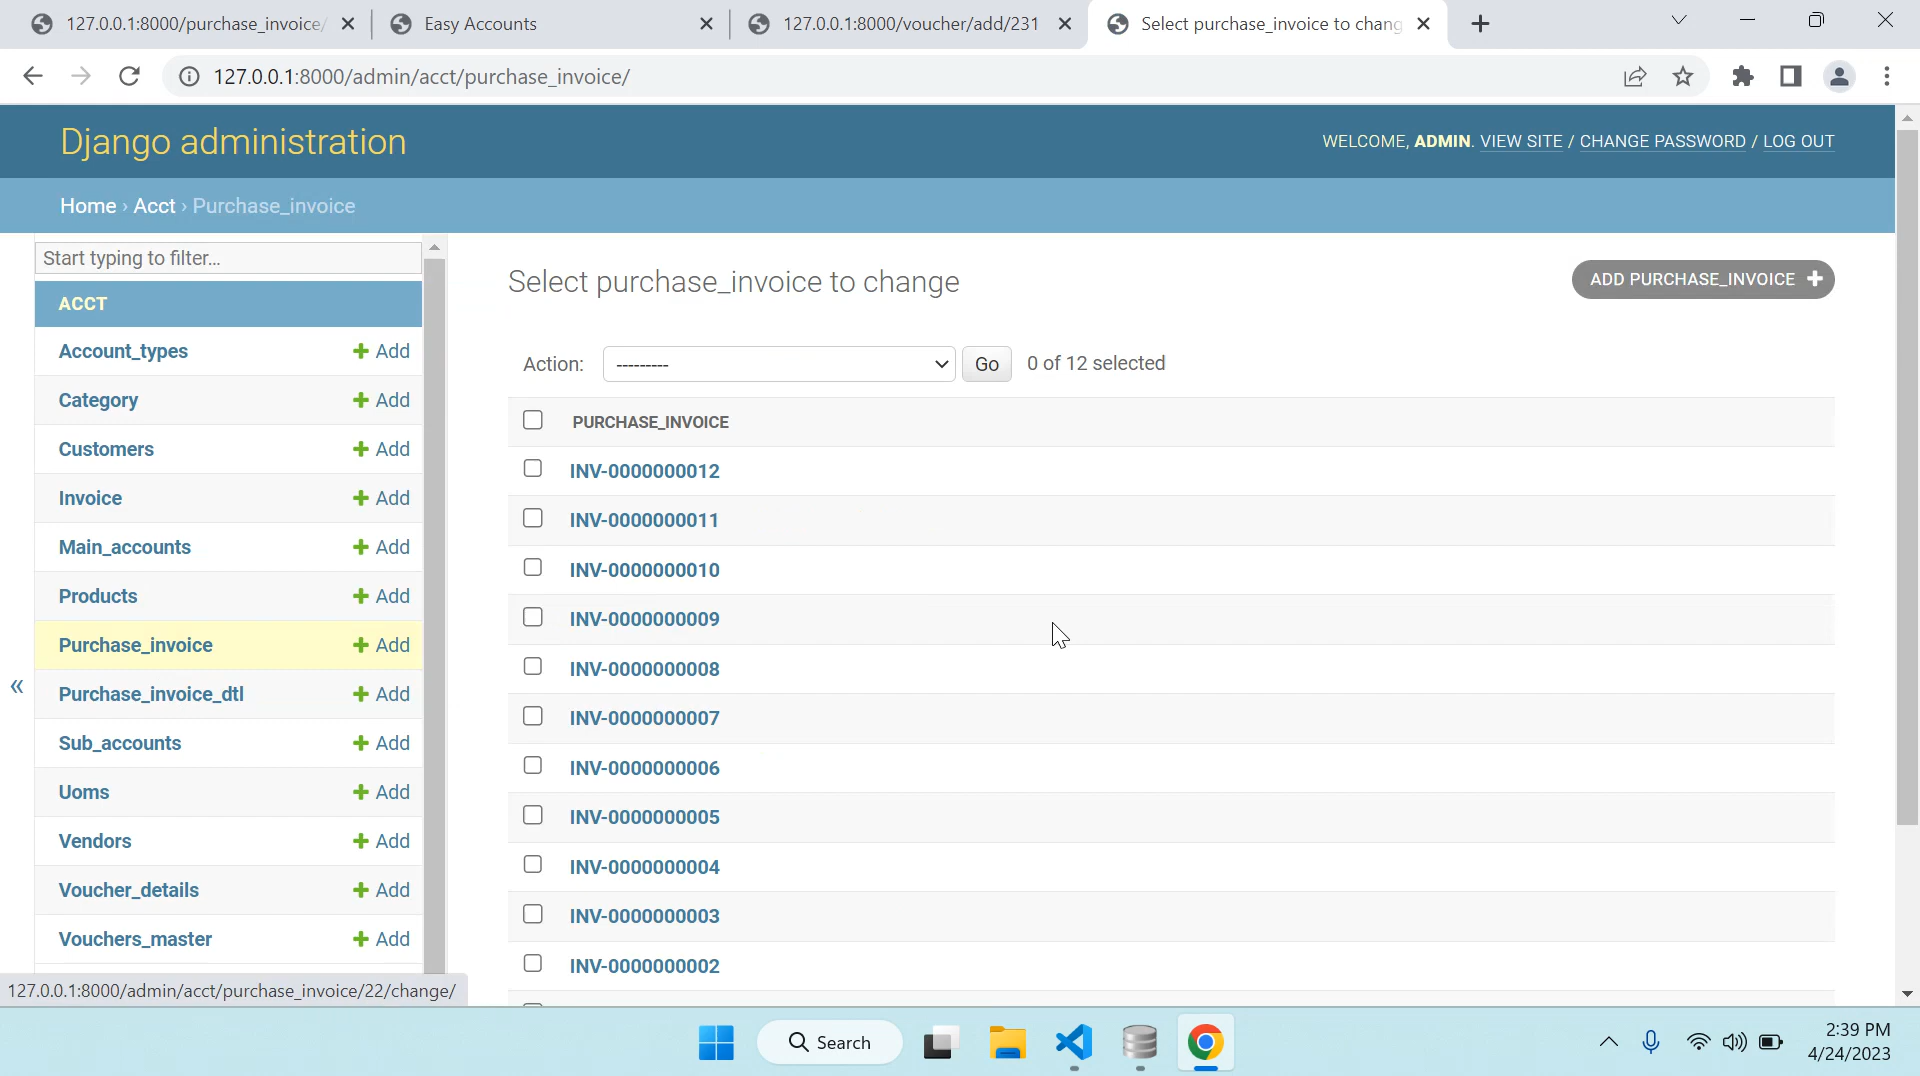 127.0.0.1:8000/purchase_invoice/
Easy Accounts
127.0.0.1:8000/voucher/add/231
Select purchase_invoice to chang
127.0.0.1:8000/admin/acct/purchase_invoice/
Django administration
WELCOME, ADMIN. VIEW SITE / CHANGE PASSWORD / LOG OUT
Home › Acct › Purchase_invoice
Start typing to filter...
ACCT
Account_types + Add
Category + Add
Customers + Add
Invoice + Add
Main_accounts + Add
Products + Add
Purchase_invoice + Add
Purchase_invoice_dtl + Add
Sub_accounts + Add
Uoms + Add
Vendors + Add
Voucher_details + Add
Vouchers_master + Add
«
Select purchase_invoice to change
ADD PURCHASE_INVOICE +
Action: --------- Go 0 of 12 selected
PURCHASE_INVOICE
INV-0000000012
INV-0000000011
INV-0000000010
INV-0000000009
INV-0000000008
INV-0000000007
INV-0000000006
INV-0000000005
INV-0000000004
INV-0000000003
INV-0000000002
127.0.0.1:8000/admin/acct/purchase_invoice/22/change/
Search
2:39 PM
4/24/2023